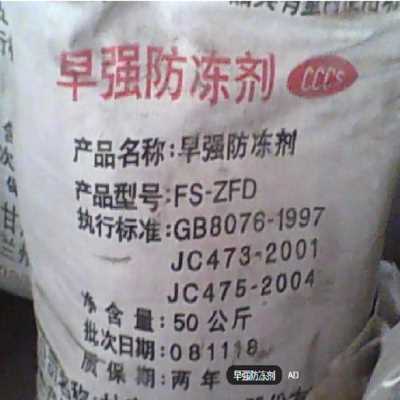 早强防冻剂 CCCs
产品名称:早强防冻剂
产品型号:FS-ZFD
执行标准:GB8076-1997
JC473-2001
JC475-2004
净含量:50公斤
批次日期:081118
质保期:两年
早强防冻剂 AD